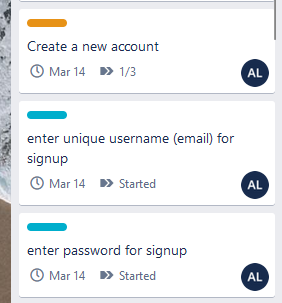 Create a new account
Mar 14 1/3
AL
enter unique username (email) for
signup
Mar 14 Started
AL
enter password for signup
Mar 14 Started
AL